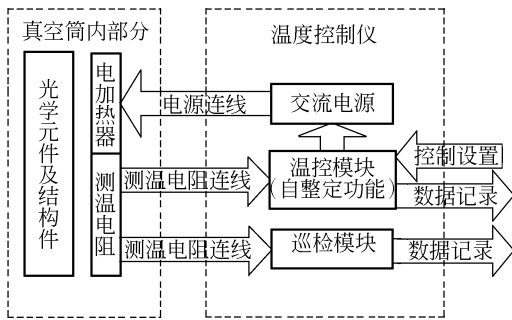 真空筒内部分
温度控制仪
光学元件及结构件
电加热器
测温电阻
电源连线
交流电源
测温电阻连线
温控模块
(自整定功能)
控制设置
数据记录
测温电阻连线
巡检模块
数据记录